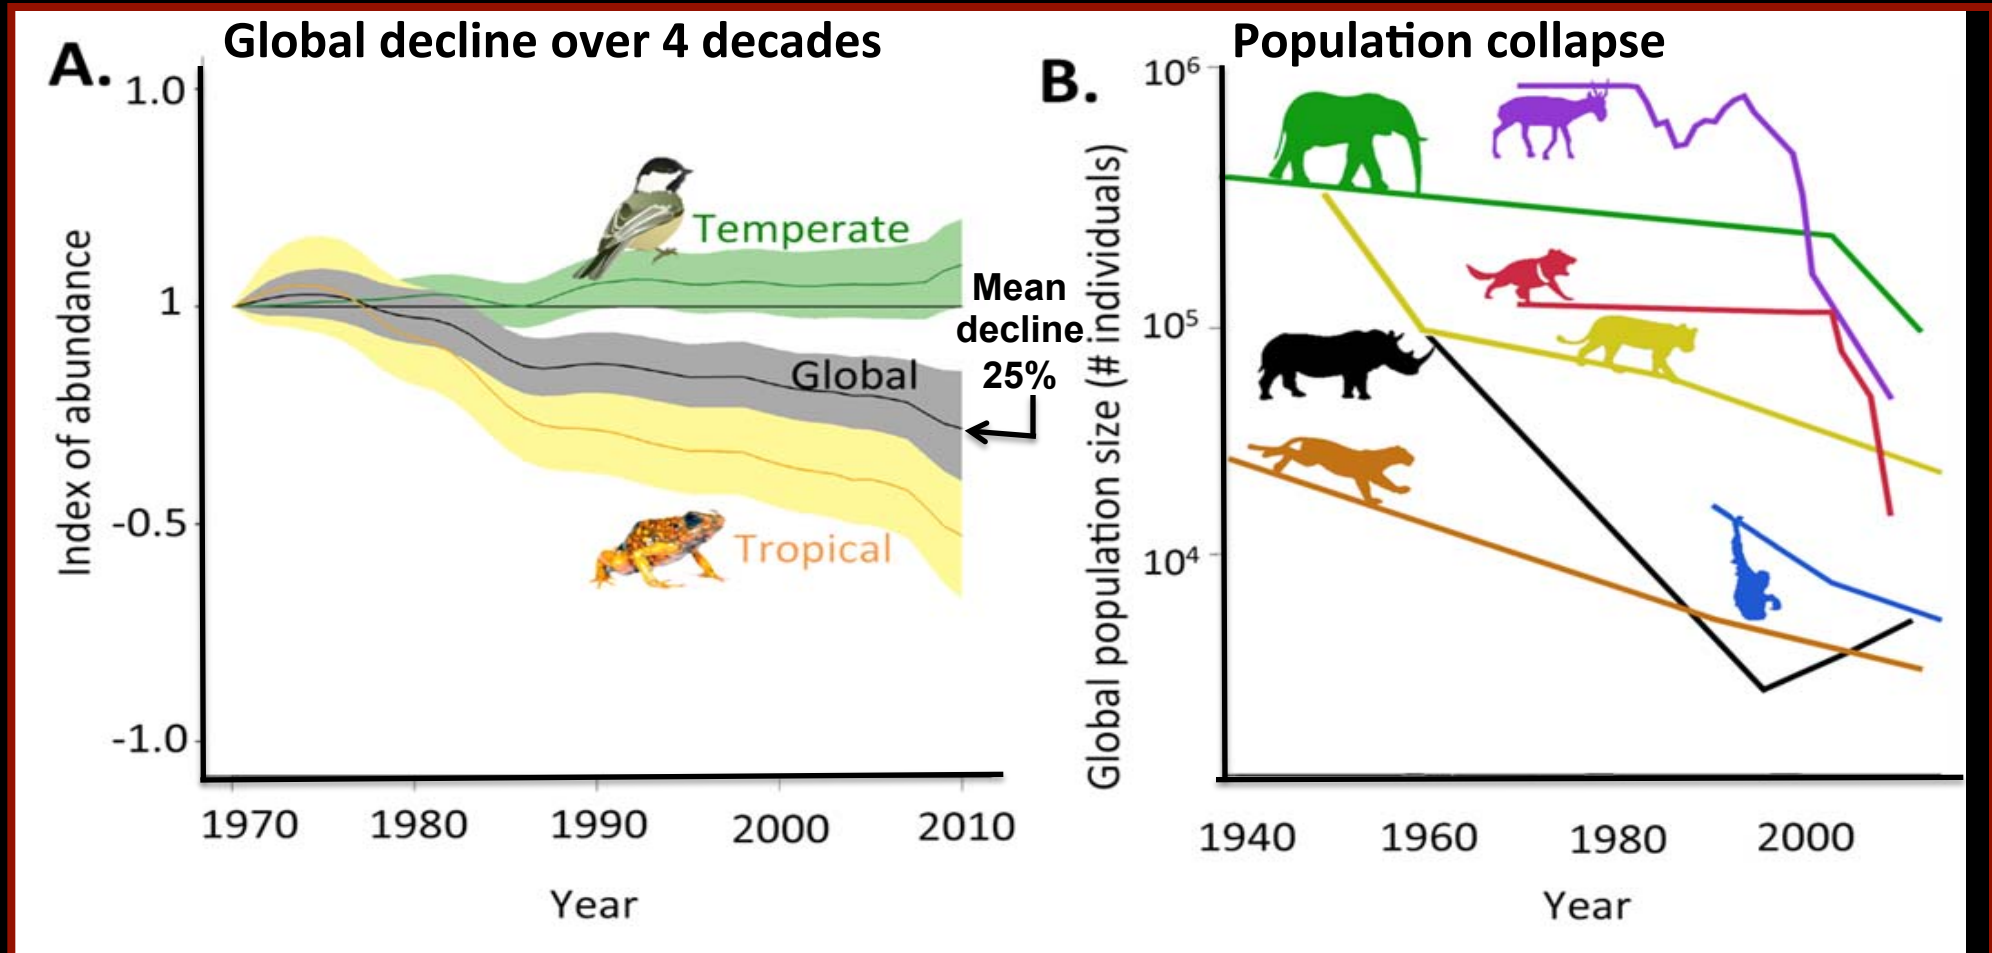 Global decline over 4 decades
A.
1.0
1
-0.5
-1.0
Index of abundance
Temperate
Global
Tropical
Mean
decline
25%
1970 1980 1990 2000 2010
Year
Population collapse
B.
10⁶
10⁵
10⁴
Global population size (# individuals)
1940 1960 1980 2000
Year